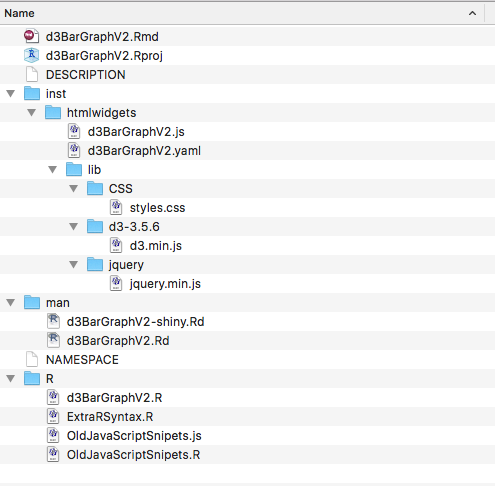 Name
d3BarGraphV2.Rmd
d3BarGraphV2.Rproj
DESCRIPTION
inst
htmlwidgets
d3BarGraphV2.js
d3BarGraphV2.yaml
lib
CSS
styles.css
d3-3.5.6
d3.min.js
jquery
jquery.min.js
man
d3BarGraphV2-shiny.Rd
d3BarGraphV2.Rd
NAMESPACE
R
d3BarGraphV2.R
ExtraRSyntax.R
OldJavaScriptSnipets.js
OldJavaScriptSnipets.R